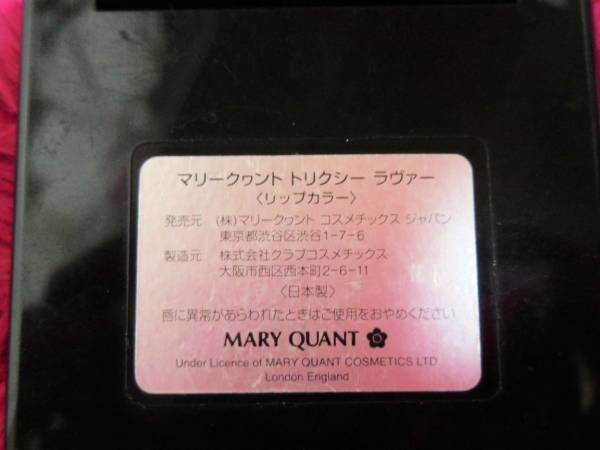 マリークヮント トリクシー ラヴァー
〈リップカラー〉
発売元 (株)マリークヮント コスメチックス ジャパン
東京都渋谷区渋谷1-7-6
製造元 株式会社クラブコスメチックス
大阪市西区西本町2-6-11
〈日本製〉
唇に異常があらわれたときはご使用をおやめください
MARY QUANT
Under Licence of MARY QUANT COSMETICS LTD
London England